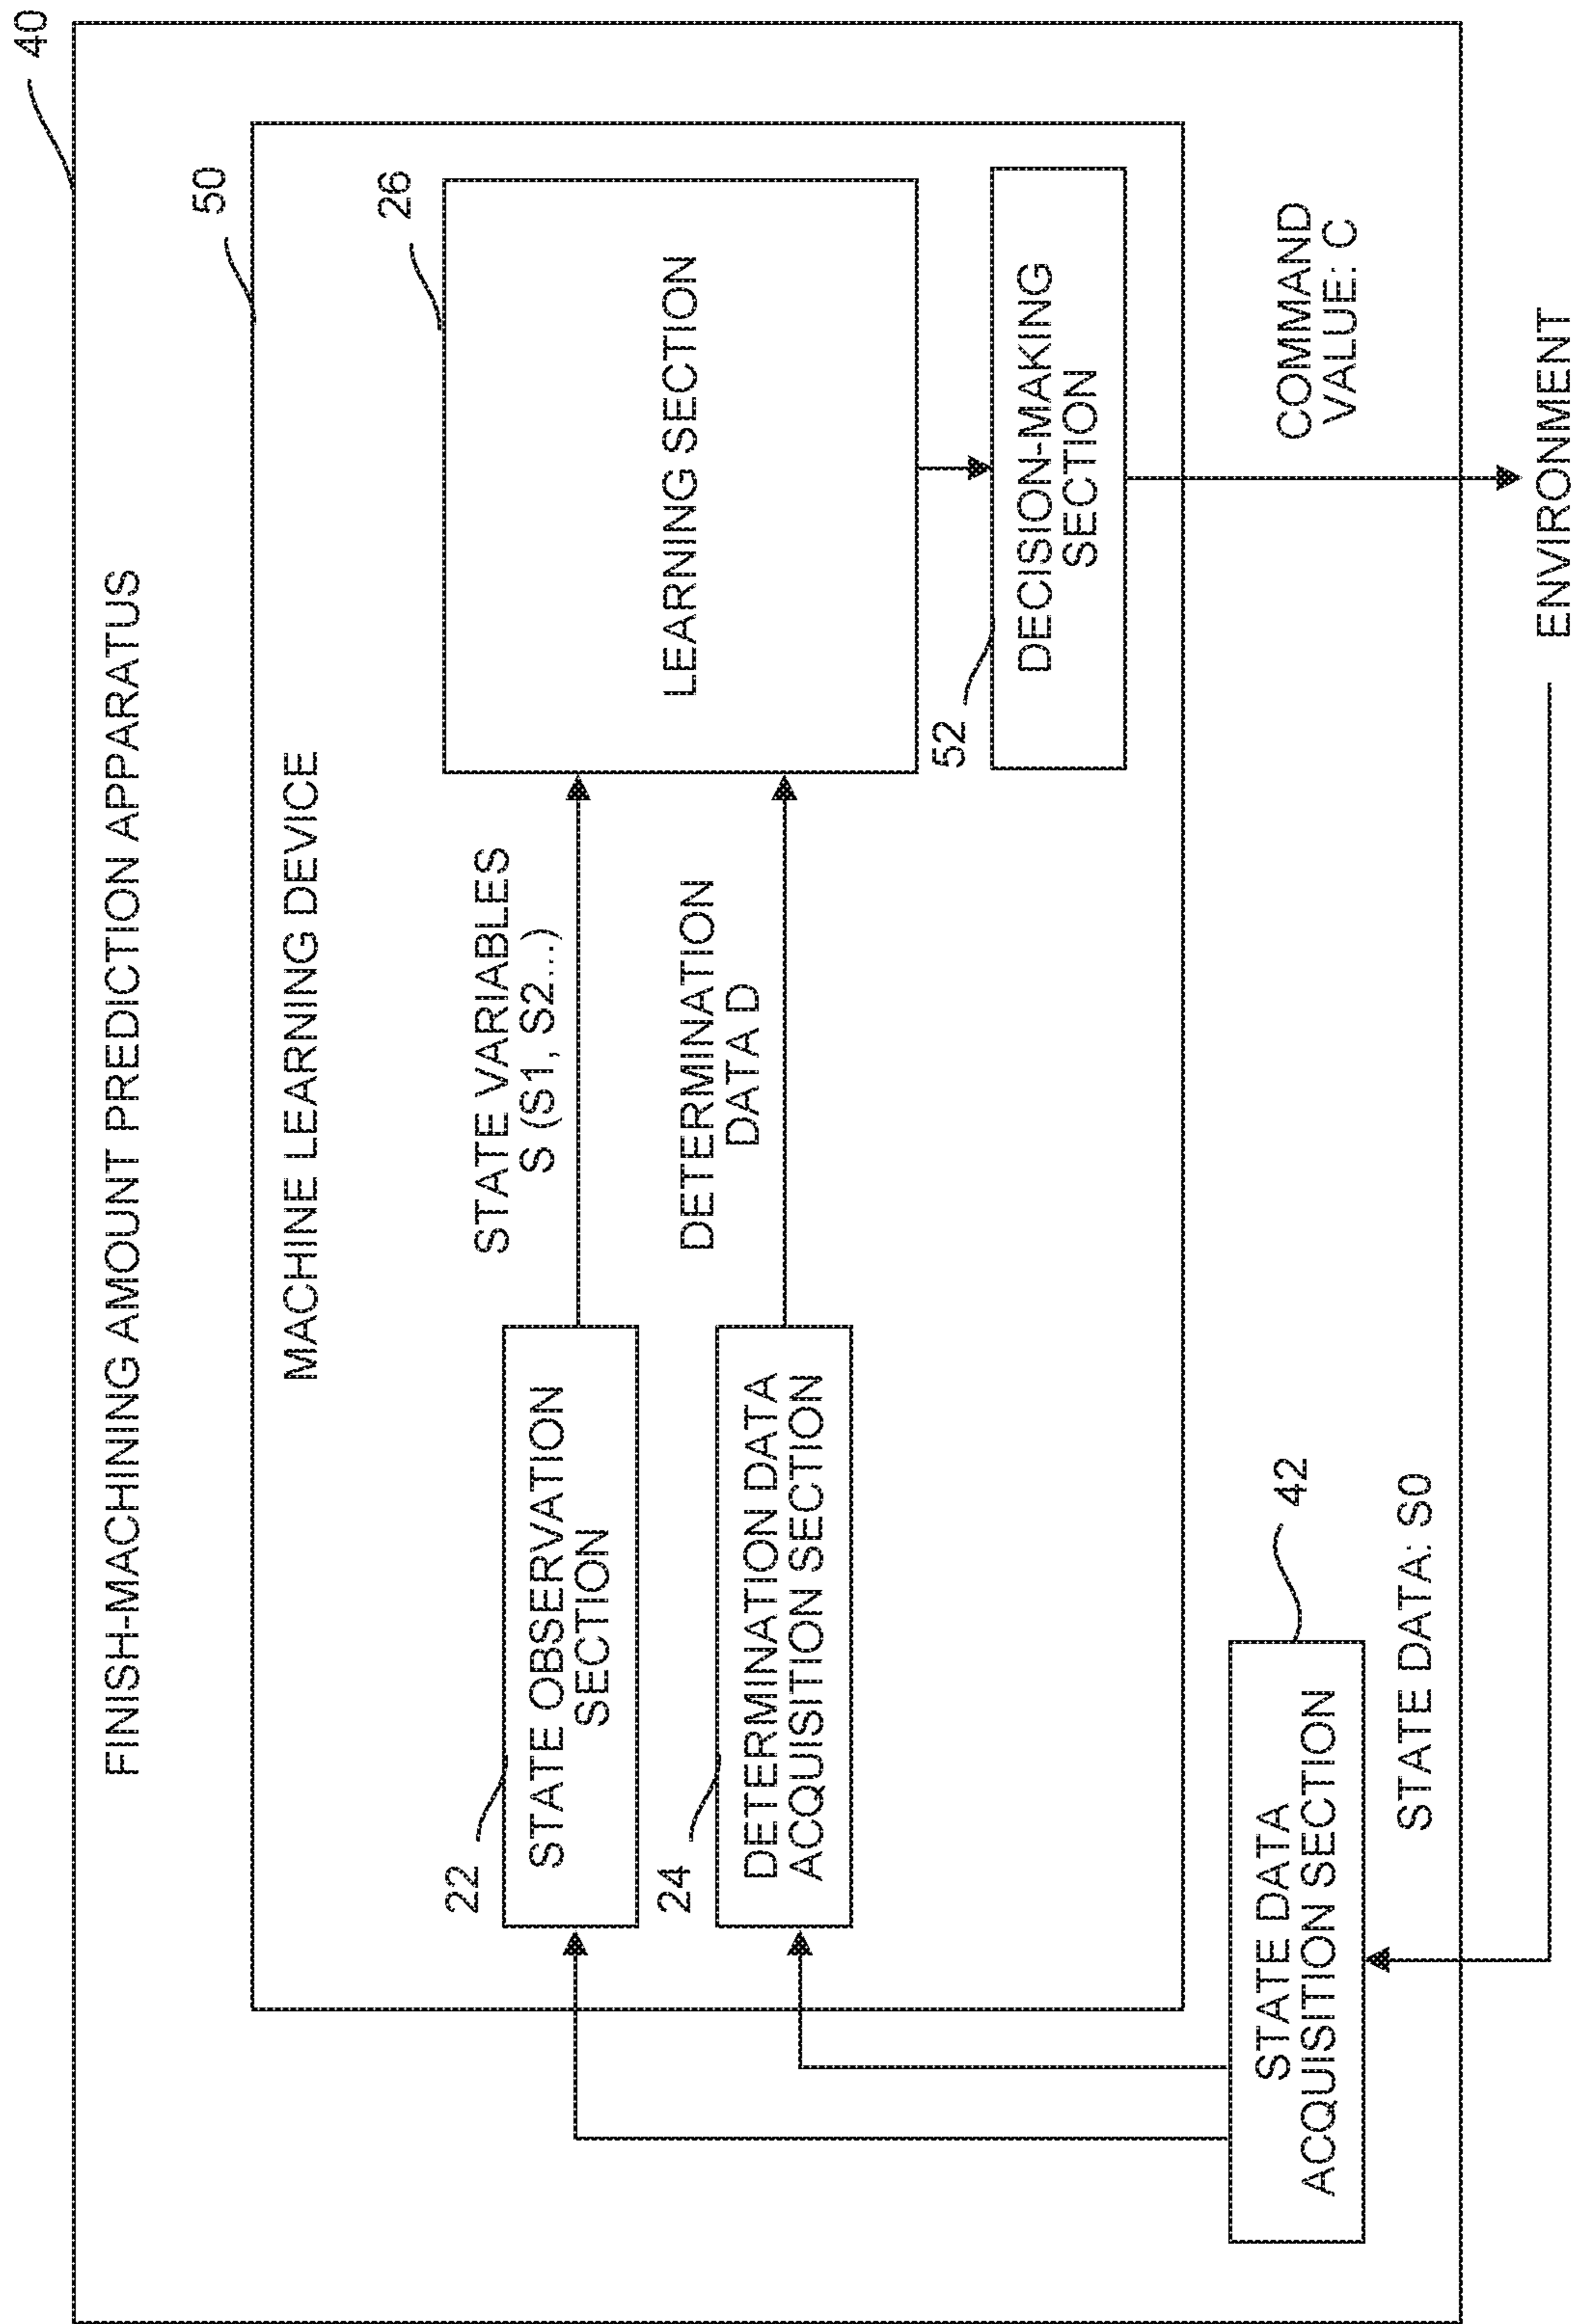 40
FINISH-MACHINING AMOUNT PREDICTION APPARATUS
50
MACHINE LEARNING DEVICE
26
22
STATE OBSERVATION
SECTION
STATE VARIABLES
S (S1, S2...)
LEARNING SECTION
24
DETERMINATION DATA
ACQUISITION SECTION
DETERMINATION
DATA D
52
DECISION-MAKING
SECTION
42
STATE DATA
ACQUISITION SECTION
STATE DATA: S0
COMMAND
VALUE: C
ENVIRONMENT